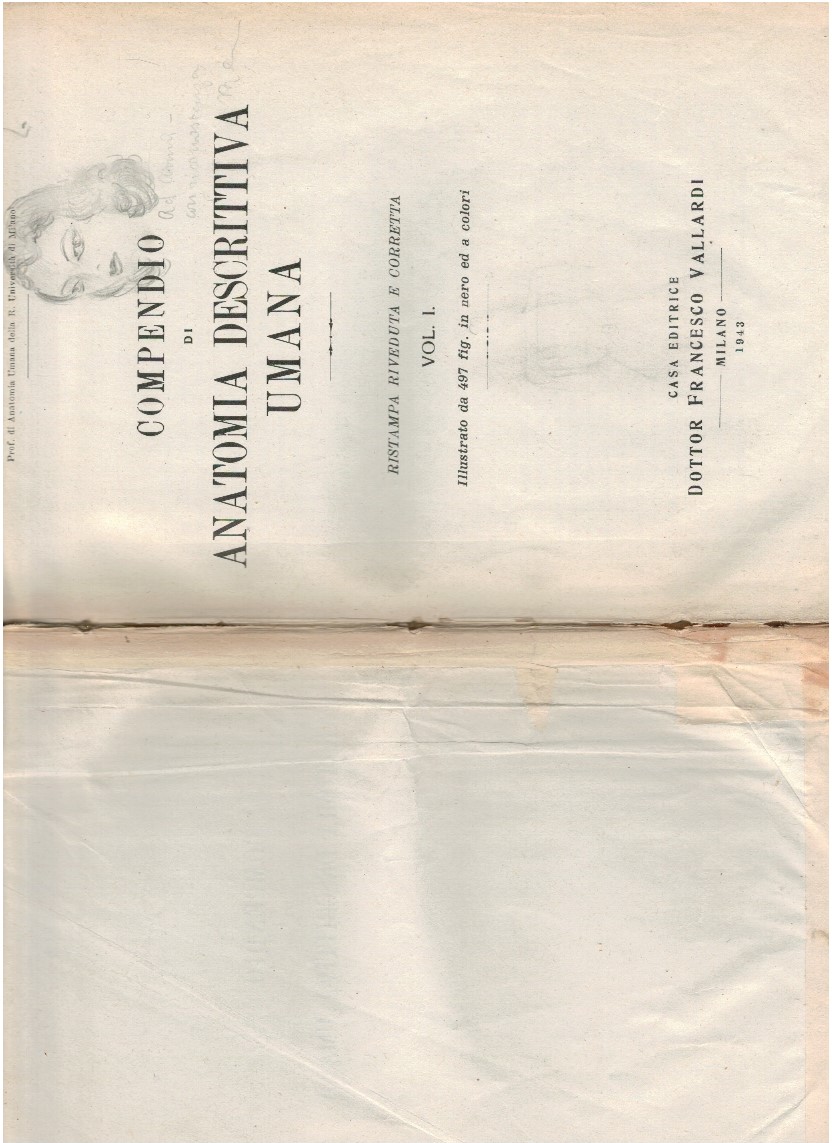 Prof. di Anatomia Umana della R. Università di Milano
COMPENDIO
DI
ANATOMIA DESCRITTIVA
UMANA
RISTAMPA RIVEDUTA E CORRETTA
VOL. I.
Illustrato da 497 fig. in nero ed a colori
CASA EDITRICE
DOTTOR FRANCESCO VALLARDI
MILANO
1943